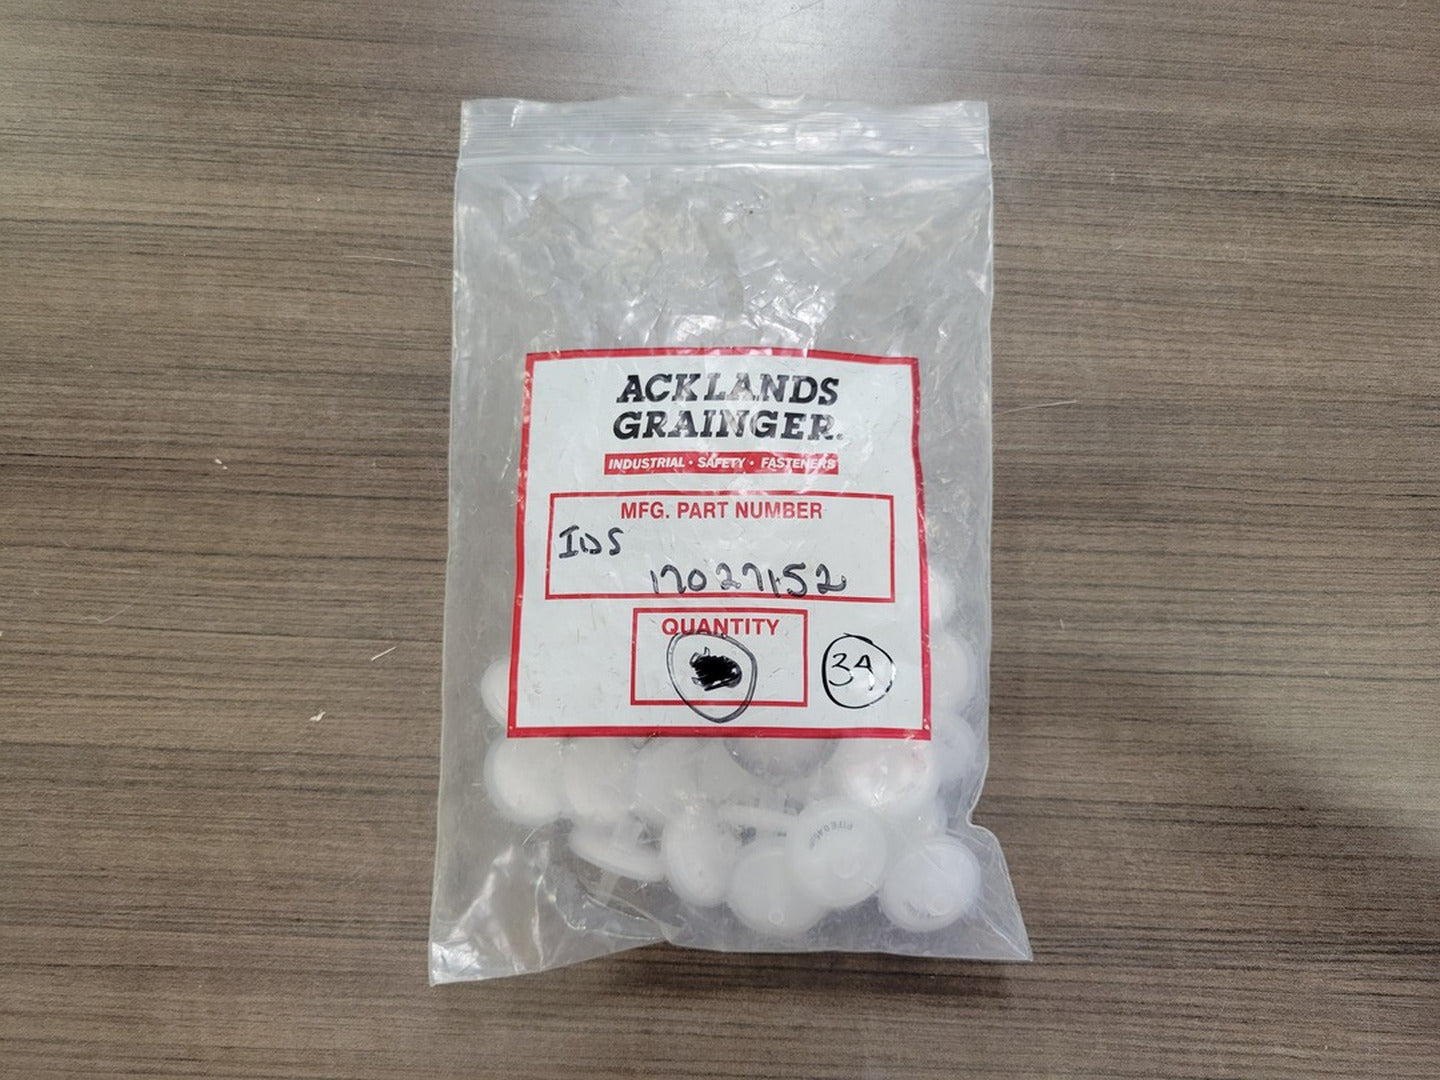 ACKLANDS
GRAINGER®
INDUSTRIAL • SAFETY • FASTENERS
MFG. PART NUMBER
IDS
17027152
QUANTITY
34